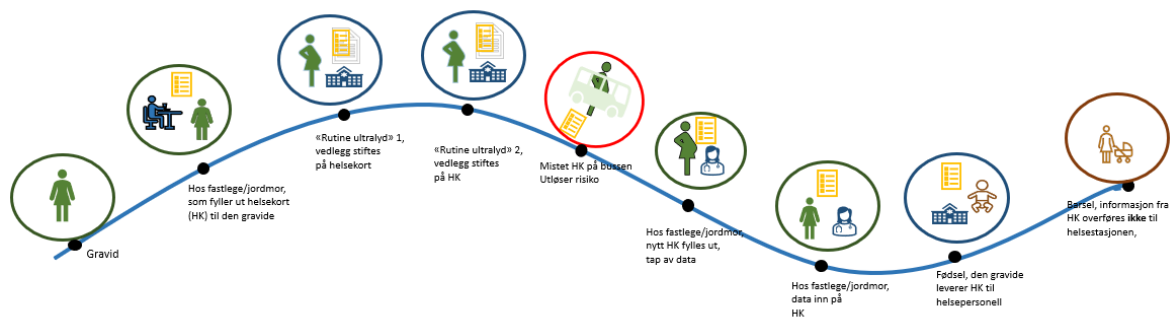 Gravid
Hos fastlege/jordmor,
som fyller ut helsekort
(HK) til den gravide
«Rutine ultralyd» 1,
vedlegg stiftes
på helsekort
«Rutine ultralyd» 2,
vedlegg stiftes
på HK
Mistet HK på bussen
Utløser risiko
Hos fastlege/jordmor,
nytt HK fylles ut,
tap av data
Hos fastlege/jordmor,
data inn på
HK
Fødsel, den gravide
leverer HK til
helsepersonell
Barsel, informasjon fra
HK overføres ikke til
helsestasjonen,